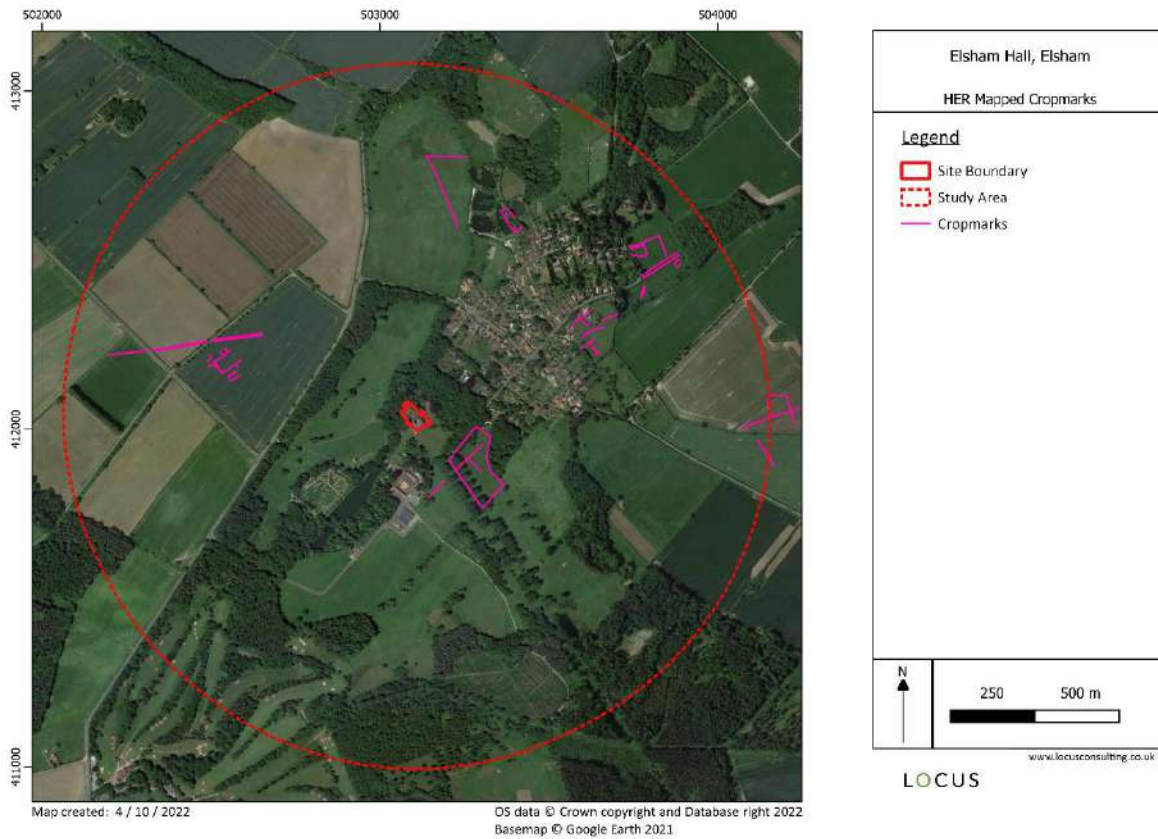 502000 503000 504000
413000
412000
411000
Elsham Hall, Elsham
HER Mapped Cropmarks
Legend
Site Boundary
Study Area
Cropmarks
N
250 500 m
www.locusconsulting.co.uk
LOCUS
Map created: 4 / 10 / 2022
OS data © Crown copyright and Database right 2022
Basemap © Google Earth 2021